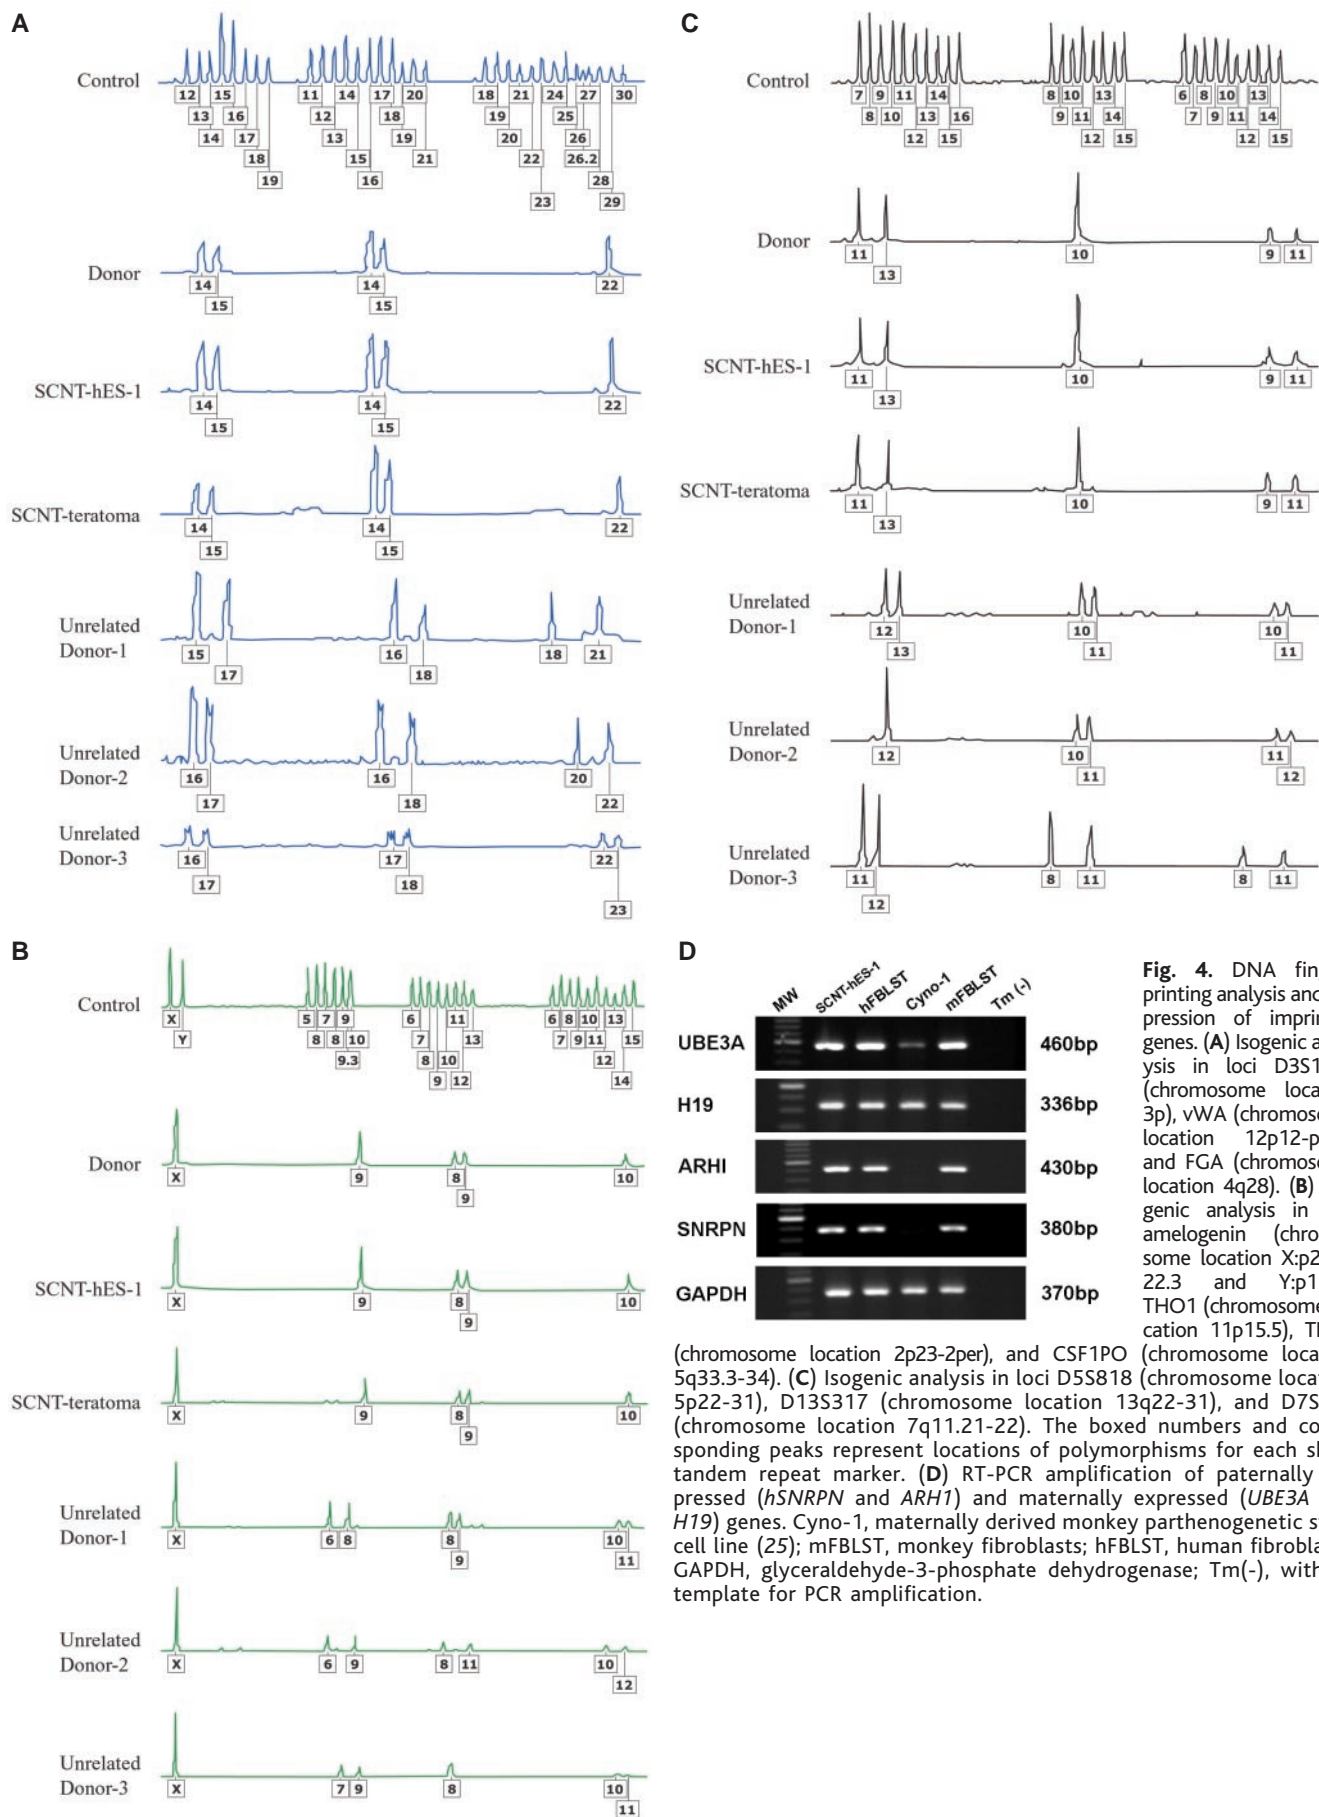 A
Control
12 15 11 14 17 20 18 21 24 27 30
13 16 12 18 19 25
14 17 13 15 19 20 22 26
18 16 21 26.2
19 23 28
29
Donor
14 14 22
15 15
SCNT-hES-1
14 14 22
15 15
SCNT-teratoma
14 14 22
15 15
Unrelated
Donor-1
15 16 18 21
17 18
Unrelated
Donor-2
16 16 20 22
17 18
Unrelated
Donor-3
16 17 22
17 18 23
C
Control
7 9 11 14 16 8 10 13 6 8 10 13
8 10 13 9 11 14 7 9 11 14
12 15 12 15 12 15
Donor
11 10 9 11
13
SCNT-hES-1
11 10 9 11
13
SCNT-teratoma
11 10 9 11
13
Unrelated
Donor-1
12 10 10
13 11 11
Unrelated
Donor-2
12 10 11
11 12
Unrelated
Donor-3
11 8 11 8 11
12
B
Control
X 5 7 9 6 11 6 8 10 13
Y 8 8 10 7 13 7 9 11 15
9.3 8 10 12
9 12 14
Donor
X 9 8 10
9
SCNT-hES-1
X 9 8 10
9
SCNT-teratoma
X 9 8 10
9
Unrelated
Donor-1
X 6 8 8 10
9 11
Unrelated
Donor-2
X 6 9 8 11 10
12
Unrelated
Donor-3
X 7 9 8 10
11
D
MW SCNT-hES-1 hFBLST Cyno-1 mFBLST Tm (-)
UBE3A 460bp
H19 336bp
ARHI 430bp
SNRPN 380bp
GAPDH 370bp
Fig. 4. DNA fin
printing analysis and
pression of imprin
genes. (A) Isogenic a
ysis in loci D3S1
(chromosome loca
3p), vWA (chromos
location 12p12-p
and FGA (chromoso
location 4q28). (B)
genic analysis in
amelogenin (chro
some location X:p2
22.3 and Y:p1
THO1 (chromosome
cation 11p15.5), T
(chromosome location 2p23-2per), and CSF1PO (chromosome loca
5q33.3-34). (C) Isogenic analysis in loci D5S818 (chromosome locat
5p22-31), D13S317 (chromosome location 13q22-31), and D7S
(chromosome location 7q11.21-22). The boxed numbers and co
sponding peaks represent locations of polymorphisms for each s
tandem repeat marker. (D) RT-PCR amplification of paternally
pressed (hSNRPN and ARH1) and maternally expressed (UBE3A
H19) genes. Cyno-1, maternally derived monkey parthenogenetic s
cell line (25); mFBLST, monkey fibroblasts; hFBLST, human fibrobla
GAPDH, glyceraldehyde-3-phosphate dehydrogenase; Tm(-), with
template for PCR amplification.